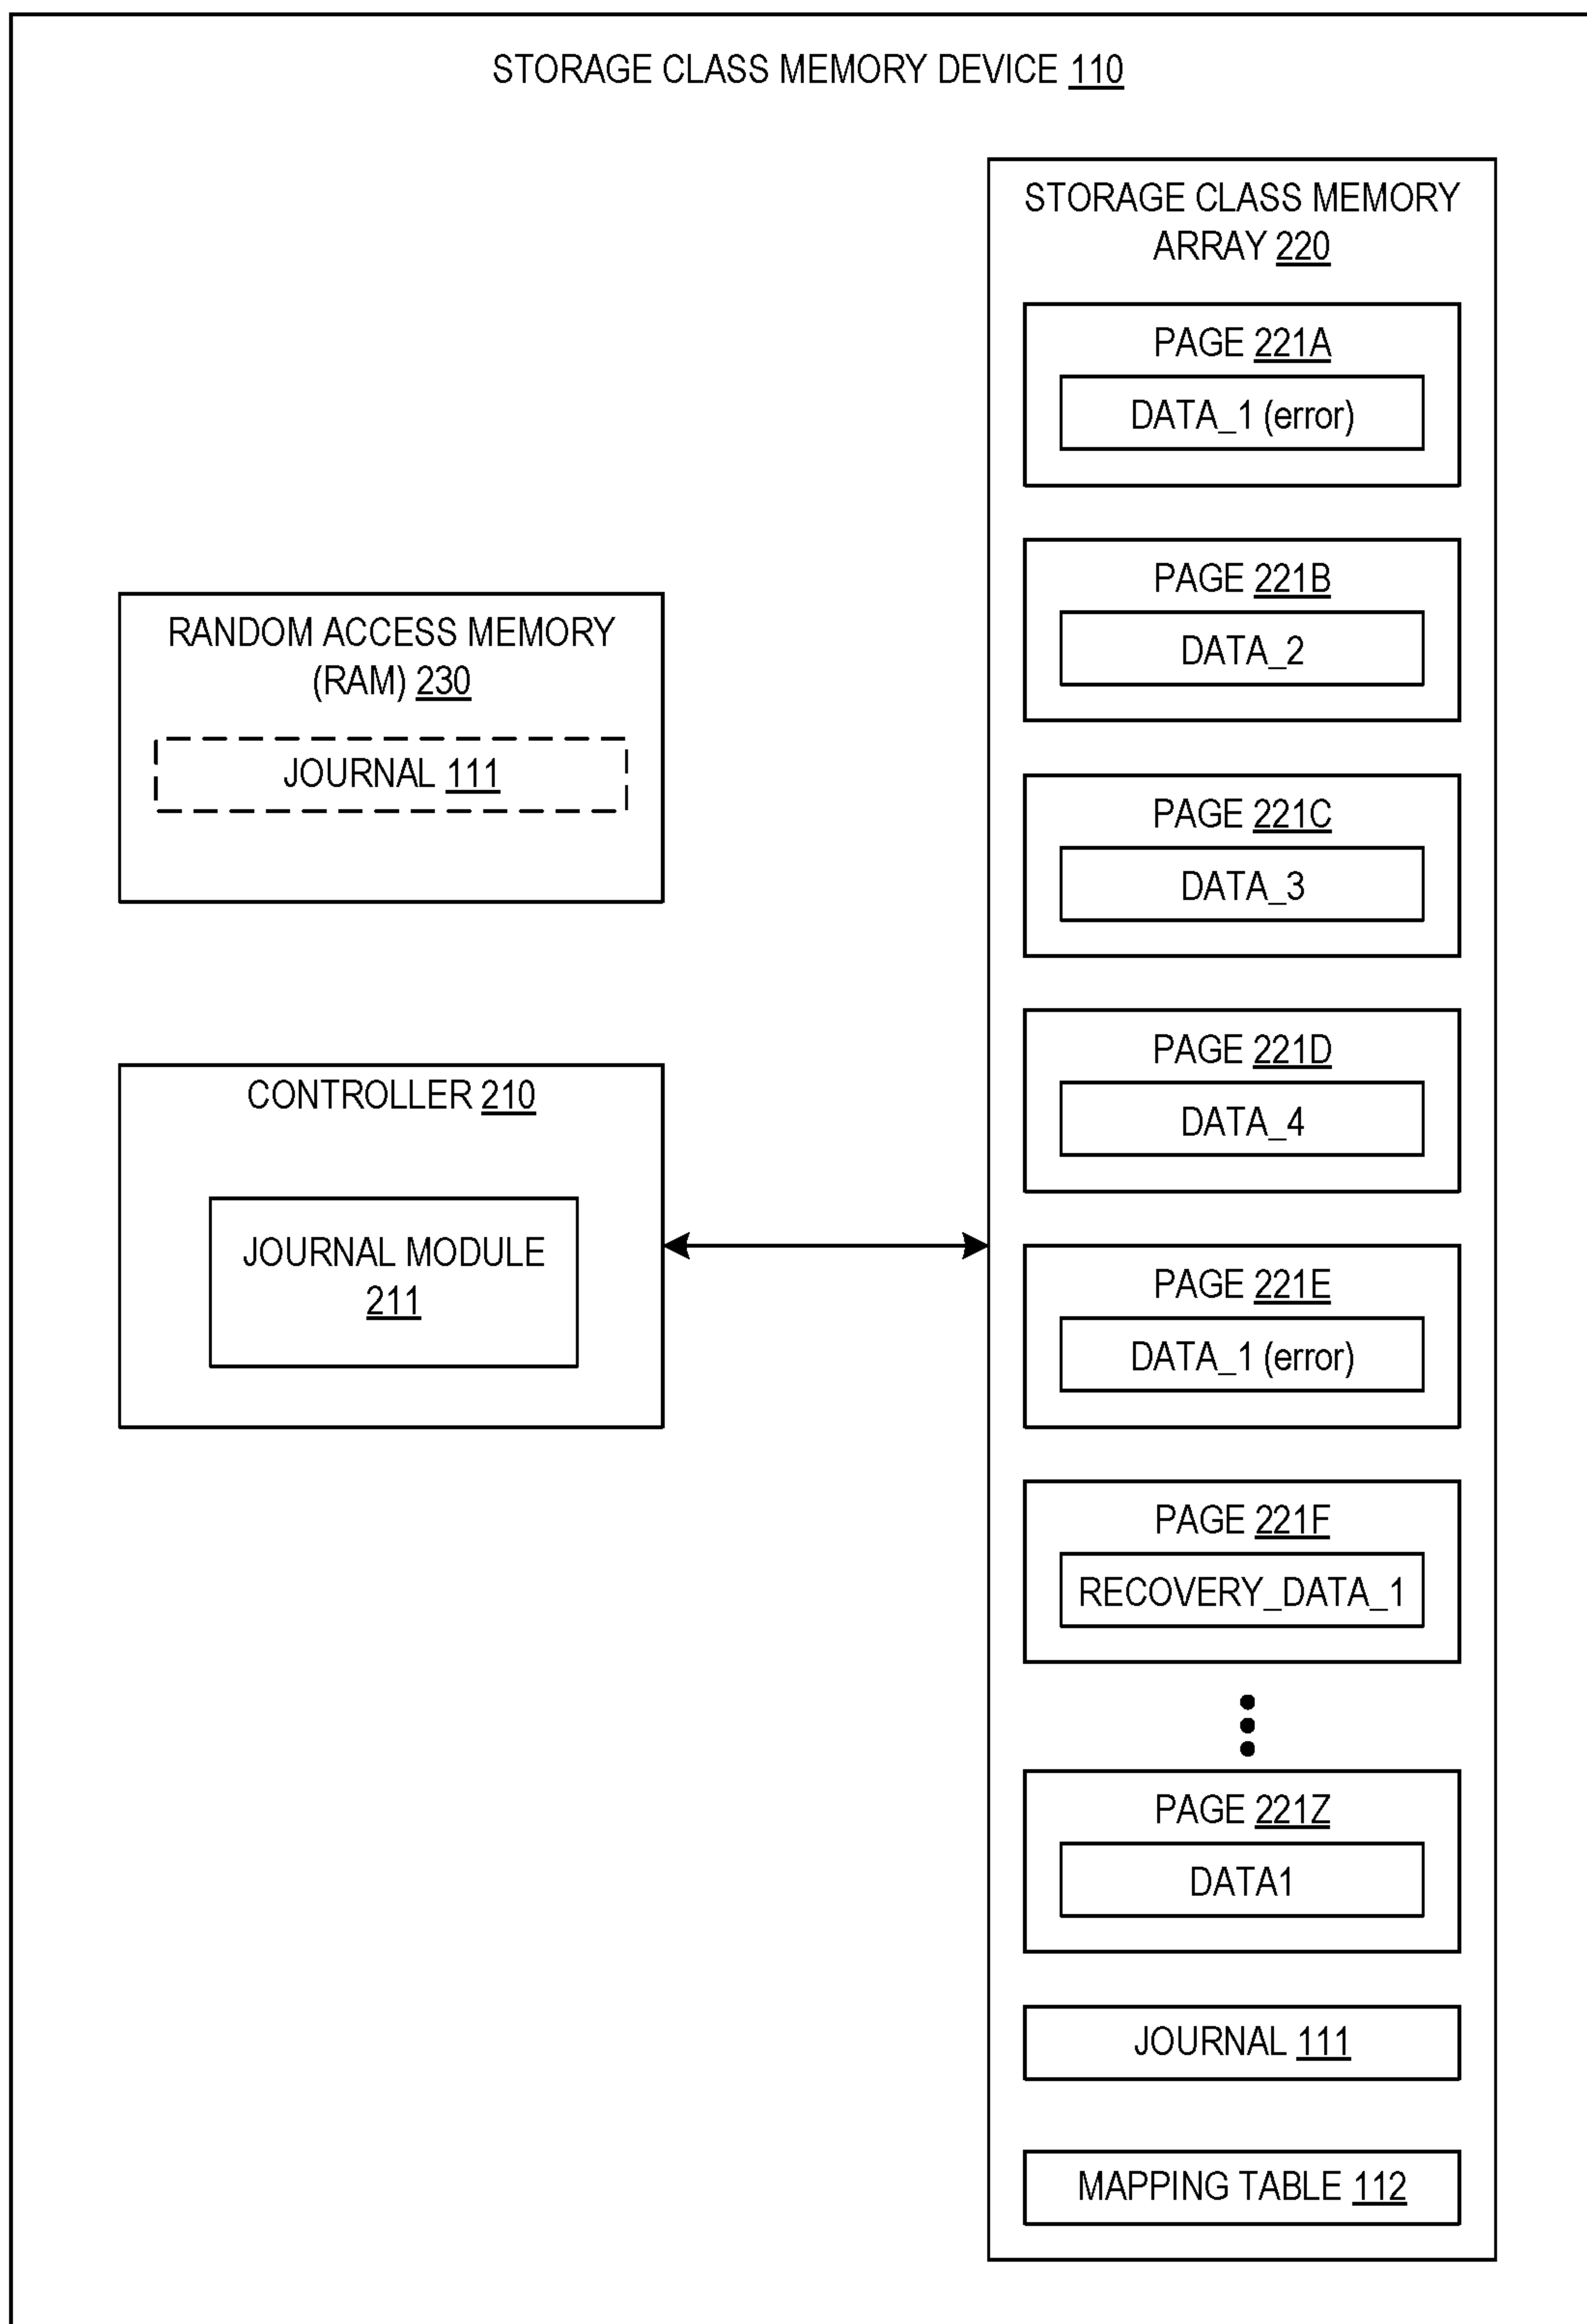 STORAGE CLASS MEMORY DEVICE 110
RANDOM ACCESS MEMORY
(RAM) 230
JOURNAL 111
CONTROLLER 210
JOURNAL MODULE
211
STORAGE CLASS MEMORY
ARRAY 220
PAGE 221A
DATA_1 (error)
PAGE 221B
DATA_2
PAGE 221C
DATA_3
PAGE 221D
DATA_4
PAGE 221E
DATA_1 (error)
PAGE 221F
RECOVERY_DATA_1
PAGE 221Z
DATA1
JOURNAL 111
MAPPING TABLE 112